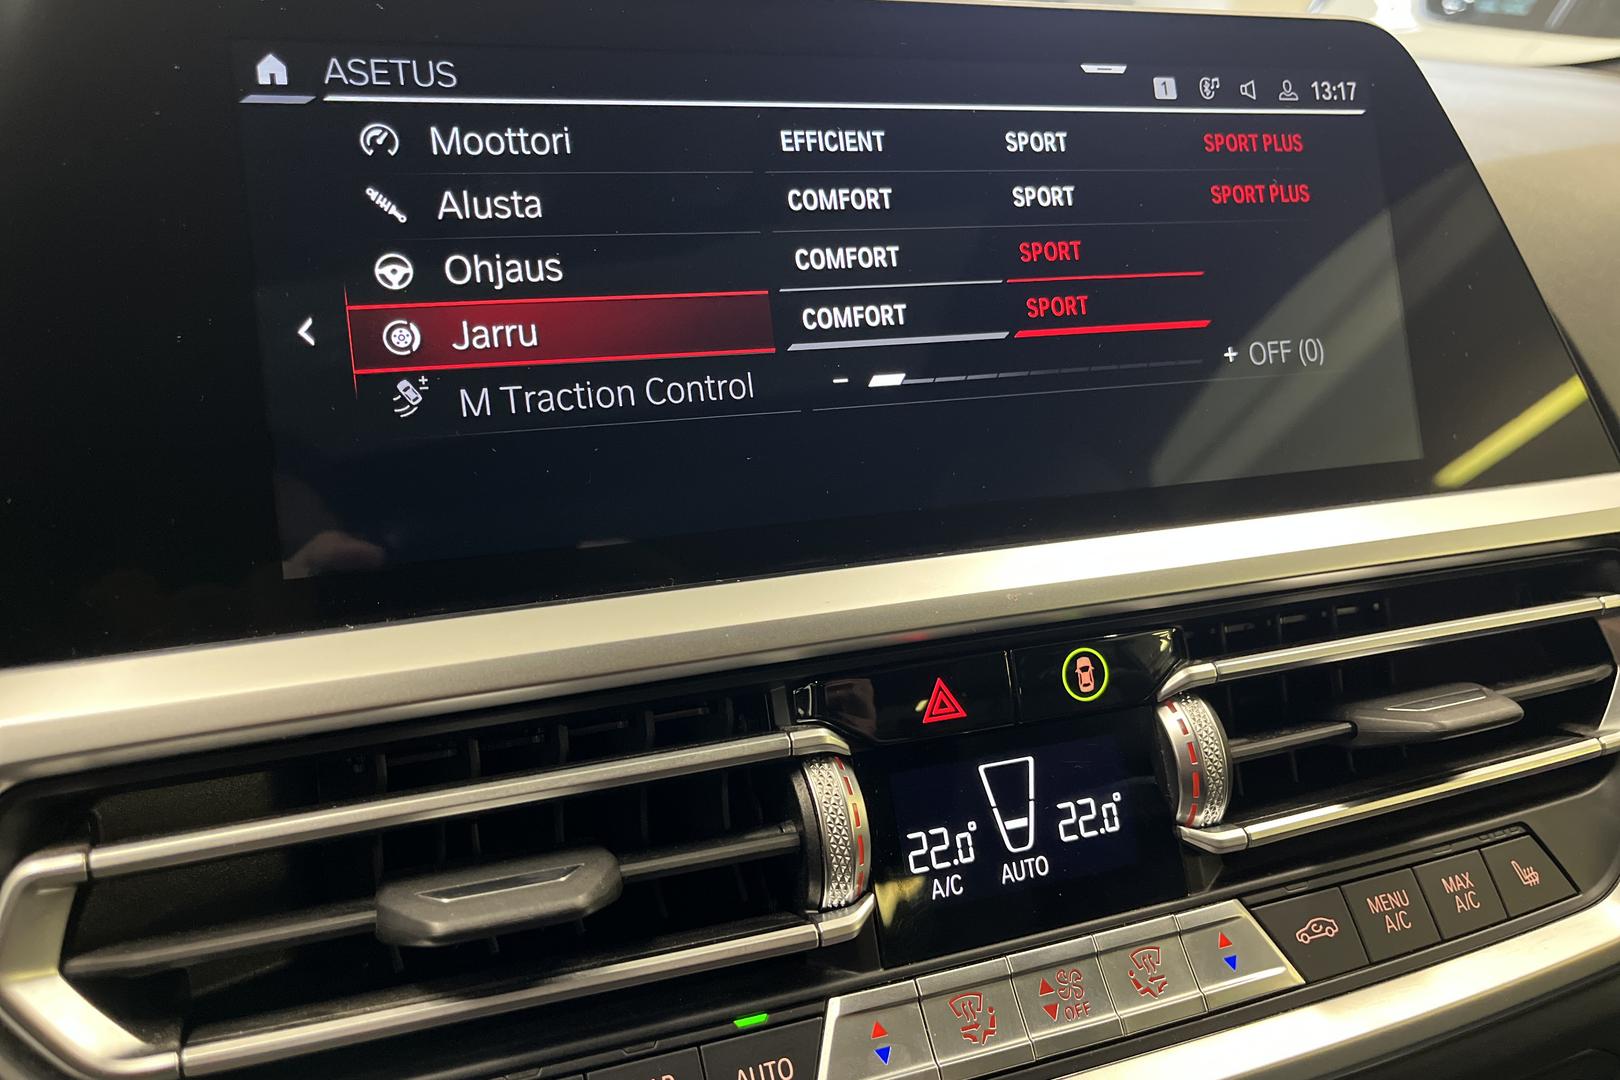 ASETUS
1 13:17
Moottori EFFICIENT SPORT SPORT PLUS
Alusta COMFORT SPORT SPORT PLUS
Ohjaus COMFORT SPORT
Jarru COMFORT SPORT
M Traction Control − + OFF (0)
22.0° 22.0°
A/C AUTO
MENU A/C
MAX A/C
OFF
AUTO